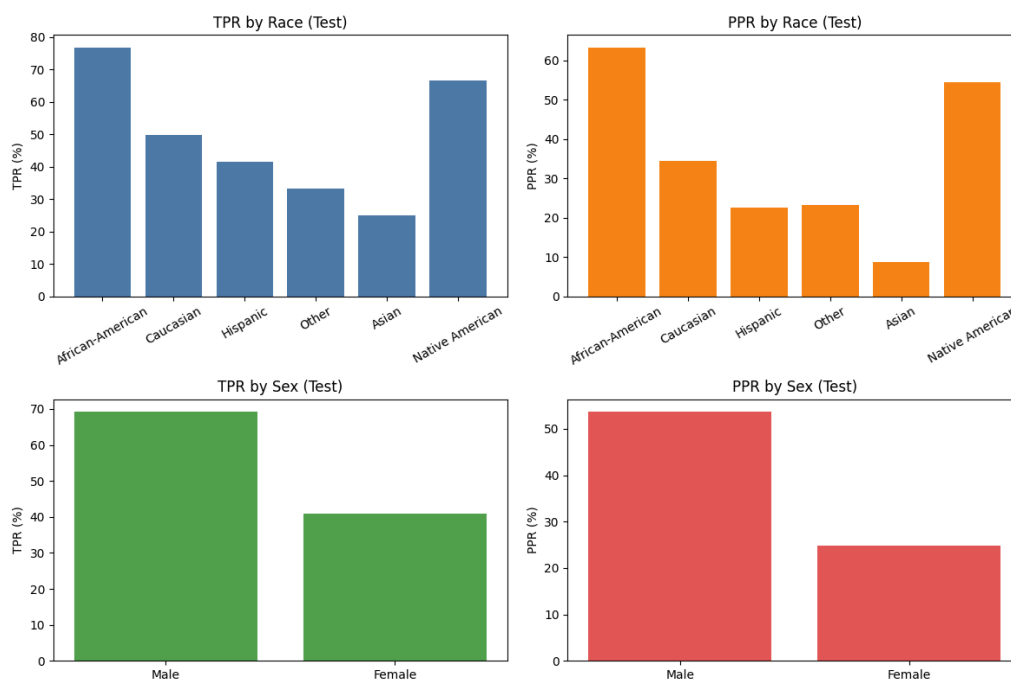 TPR by Race (Test)
80
70
60
50
40
30
20
10
0
TPR (%)
African-American
Caucasian
Hispanic
Other
Asian
Native American
PPR by Race (Test)
60
50
40
30
20
10
0
PPR (%)
African-American
Caucasian
Hispanic
Other
Asian
Native American
TPR by Sex (Test)
70
60
50
40
30
20
10
0
TPR (%)
Male
Female
PPR by Sex (Test)
50
40
30
20
10
0
PPR (%)
Male
Female